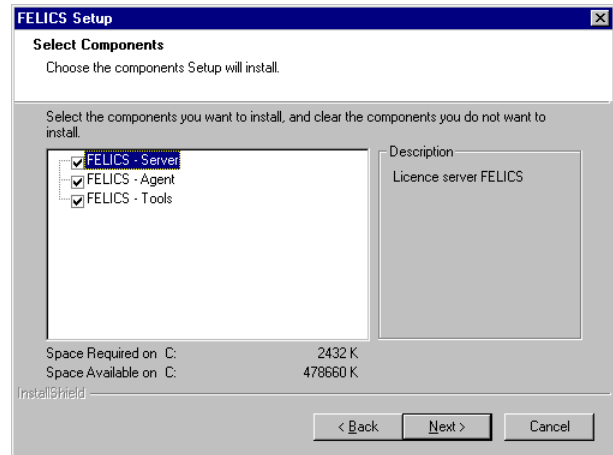 FELICS Setup
Select Components
Choose the components Setup will install.
Select the components you want to install, and clear the components you do not want to
install.
FELICS - Server
FELICS - Agent
FELICS - Tools
Description
Licence server FELICS
Space Required on C: 2432 K
Space Available on C: 478660 K
InstallShield
< Back Next > Cancel